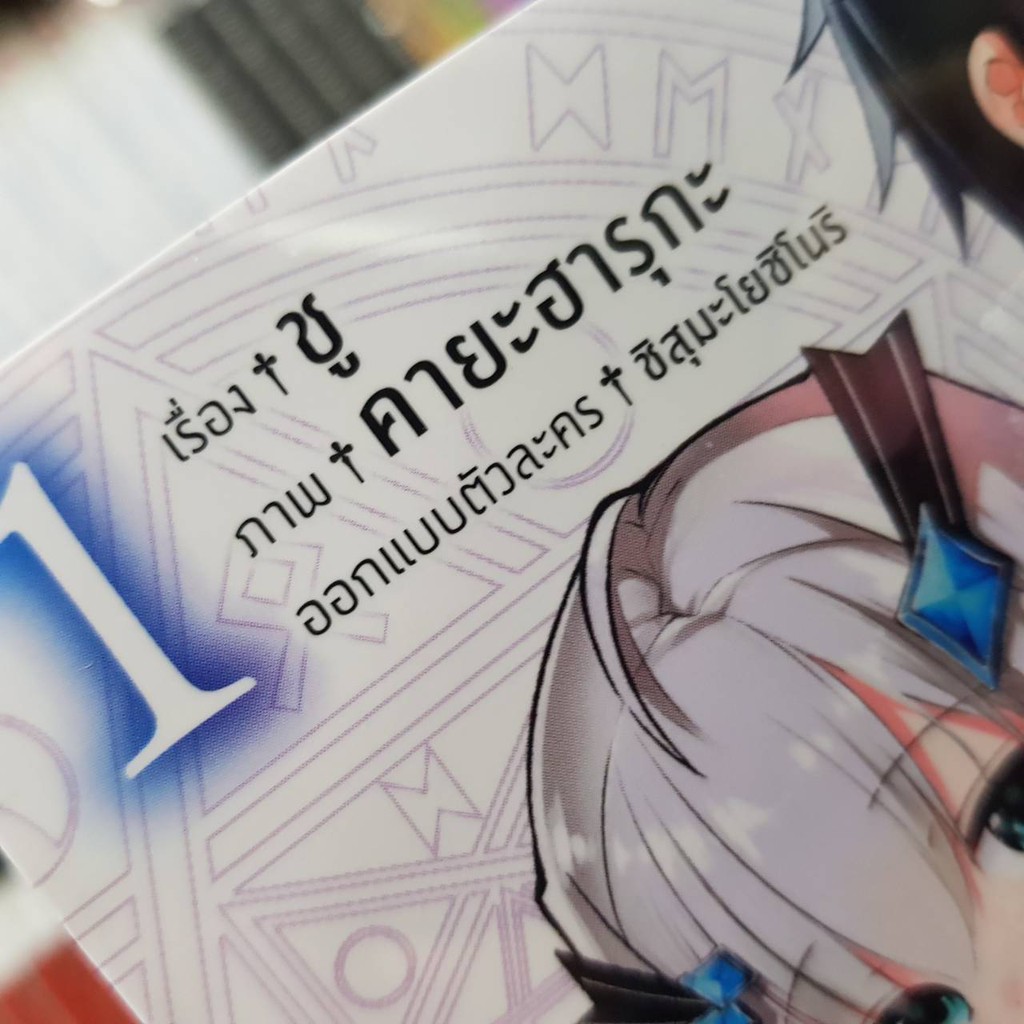 1
เรื่อง † ชู
ภาพ † คายะฮารุกะ
ออกแบบตัวละคร † ชิสุมะโยชิโนริ